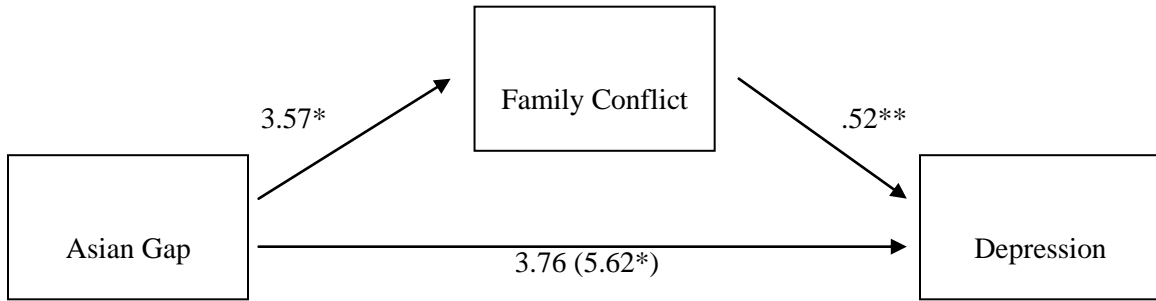 Family Conflict
3.57*
.52**
Asian Gap
3.76 (5.62*)
Depression